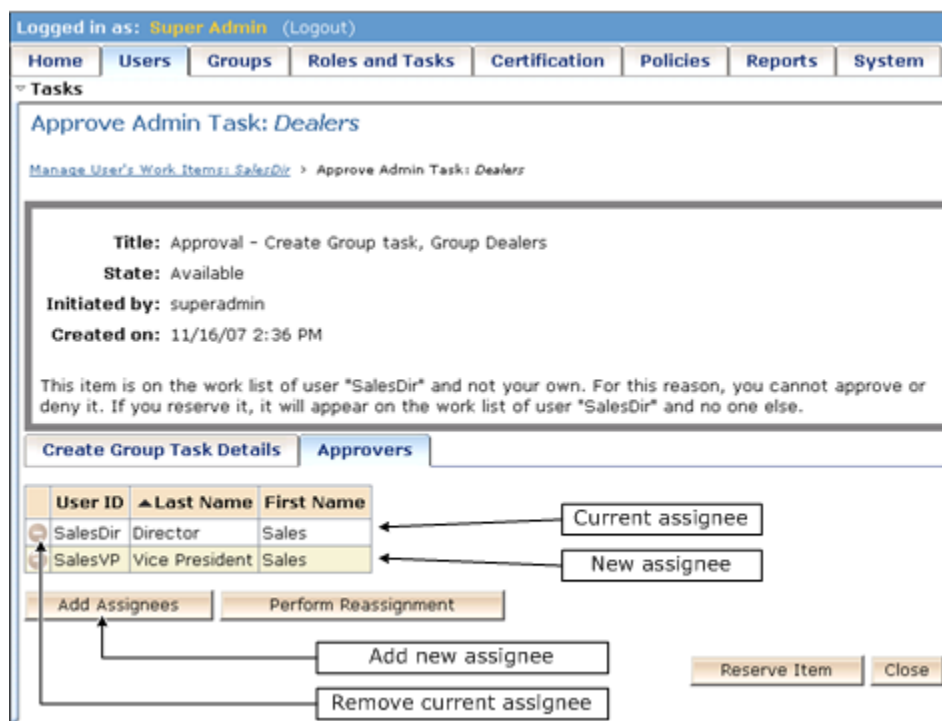 Logged in as: Super Admin (Logout)
Home Users Groups Roles and Tasks Certification Policies Reports System
Tasks
Approve Admin Task: Dealers
Manage User's Work Items: SalesDir > Approve Admin Task: Dealers
Title: Approval - Create Group task, Group Dealers
State: Available
Initiated by: superadmin
Created on: 11/16/07 2:36 PM
This item is on the work list of user "SalesDir" and not your own. For this reason, you cannot approve or
deny it. If you reserve it, it will appear on the work list of user "SalesDir" and no one else.
Create Group Task Details Approvers
User ID Last Name First Name
SalesDir Director Sales
Current assignee
SalesVP Vice President Sales
New assignee
Add Assignees Perform Reassignment
Add new assignee
Reserve Item Close
Remove current assignee